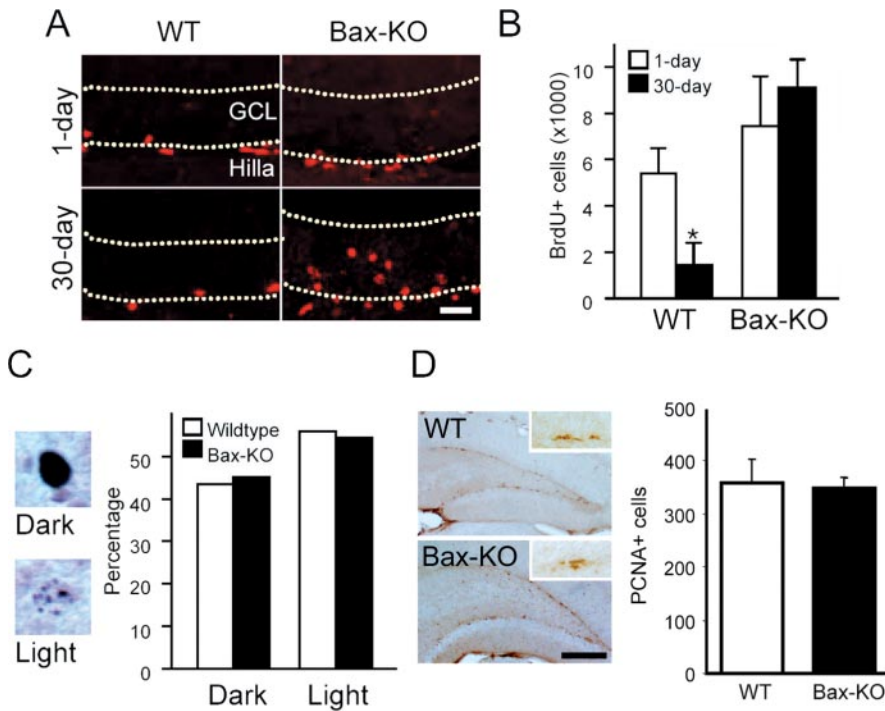 A
WT
Bax-KO
1-day
GCL
Hilla
30-day
B
BrdU+ cells (x1000)
1-day
30-day
10
8
6
4
2
0
*
WT
Bax-KO
C
Dark
Light
Percentage
Wildtype
Bax-KO
50
40
30
20
10
0
Dark
Light
D
WT
Bax-KO
PCNA+ cells
500
400
300
200
100
0
WT
Bax-KO